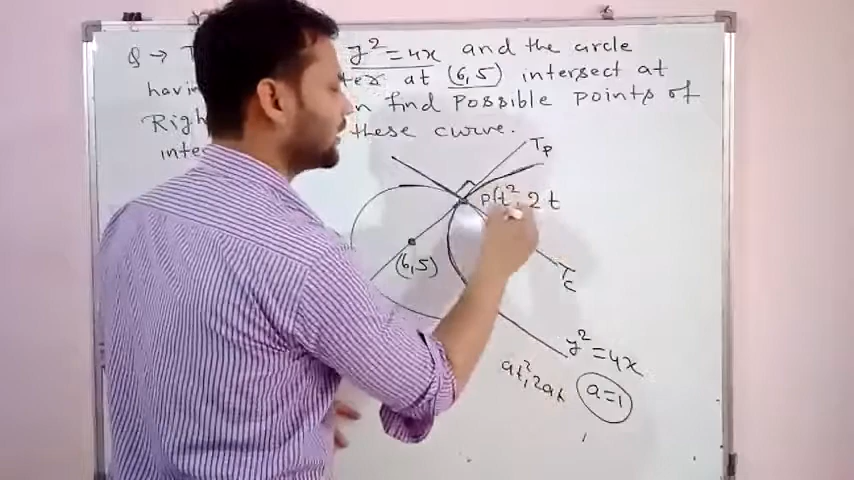 Q → T y² = 4x and the circle
havi ter at (6,5) intersect at
Righ n find Possible points of
inte these curve.
T_P
P(t², 2t
(6,5)
T_C
y² = 4x
at², 2at
a=1